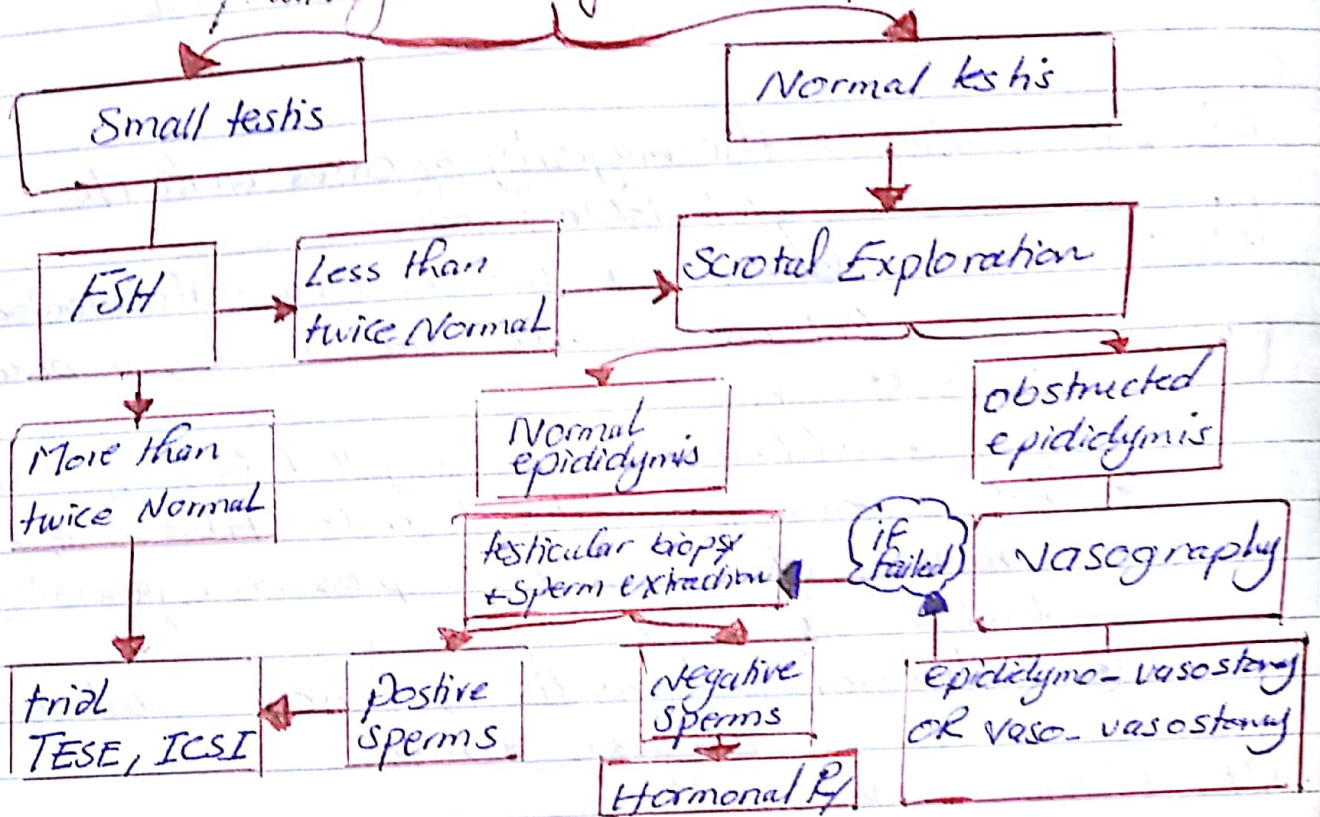 Small testis
Normal testis
FSH
Less than
twice Normal
Scrotal Exploration
More than
twice Normal
Normal
epididymis
obstructed
epididymis
testicular biopsy
+ Sperm extraction
if
failed
vasography
trial
TESE, ICSI
postive
sperms
Negative
sperms
epididymo- vasostomy
OR vaso- vasostomy
Hormonal